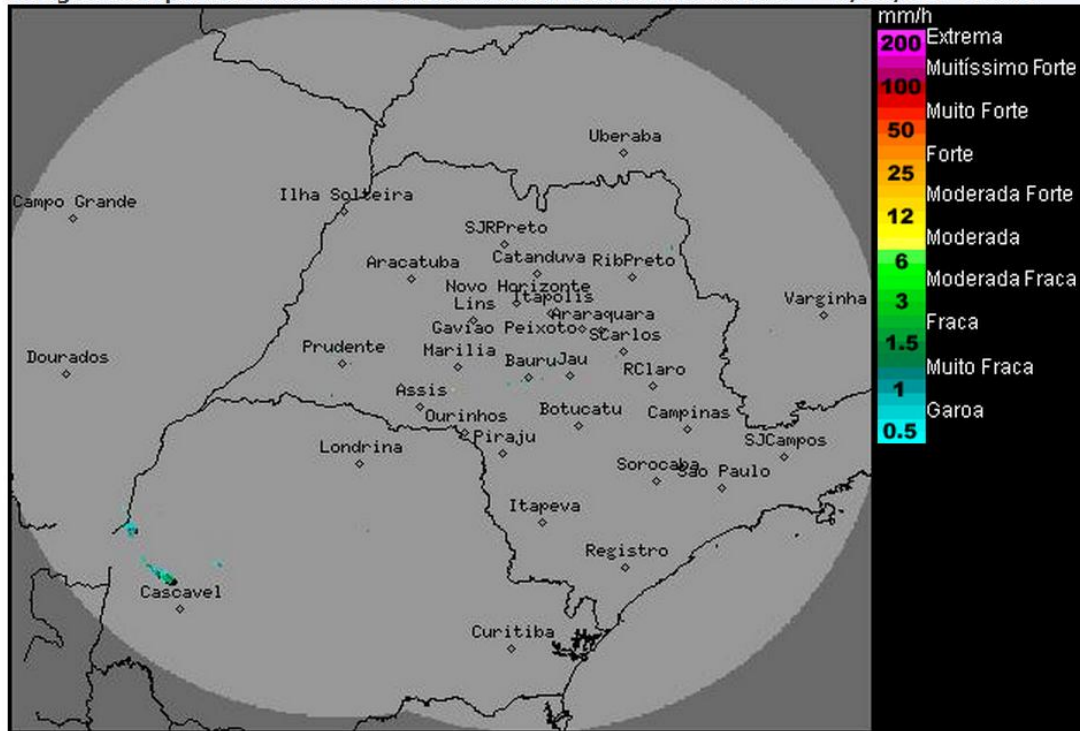 mm/h
200 Extrema
Muitíssimo Forte
100
Muito Forte
50
Forte
25
Moderada Forte
12
Moderada
6
Moderada Fraca
3
Fraca
1.5
Muito Fraca
1
Garoa
0.5
Uberaba
Campo Grande
Ilha Solteira
SJRPreto
Catanduva
RibPreto
Aracatuba
Novo Horizonte
Itapolis
Lins
Araraquara
Gaviao Peixoto
SCarlos
Varginha
Dourados
Prudente
Marilia
Bauru
Jau
RClaro
Assis
Ourinhos
Botucatu
Campinas
Piraju
Londrina
SJCampos
Sorocaba
Sao Paulo
Itapeva
Registro
Cascavel
Curitiba